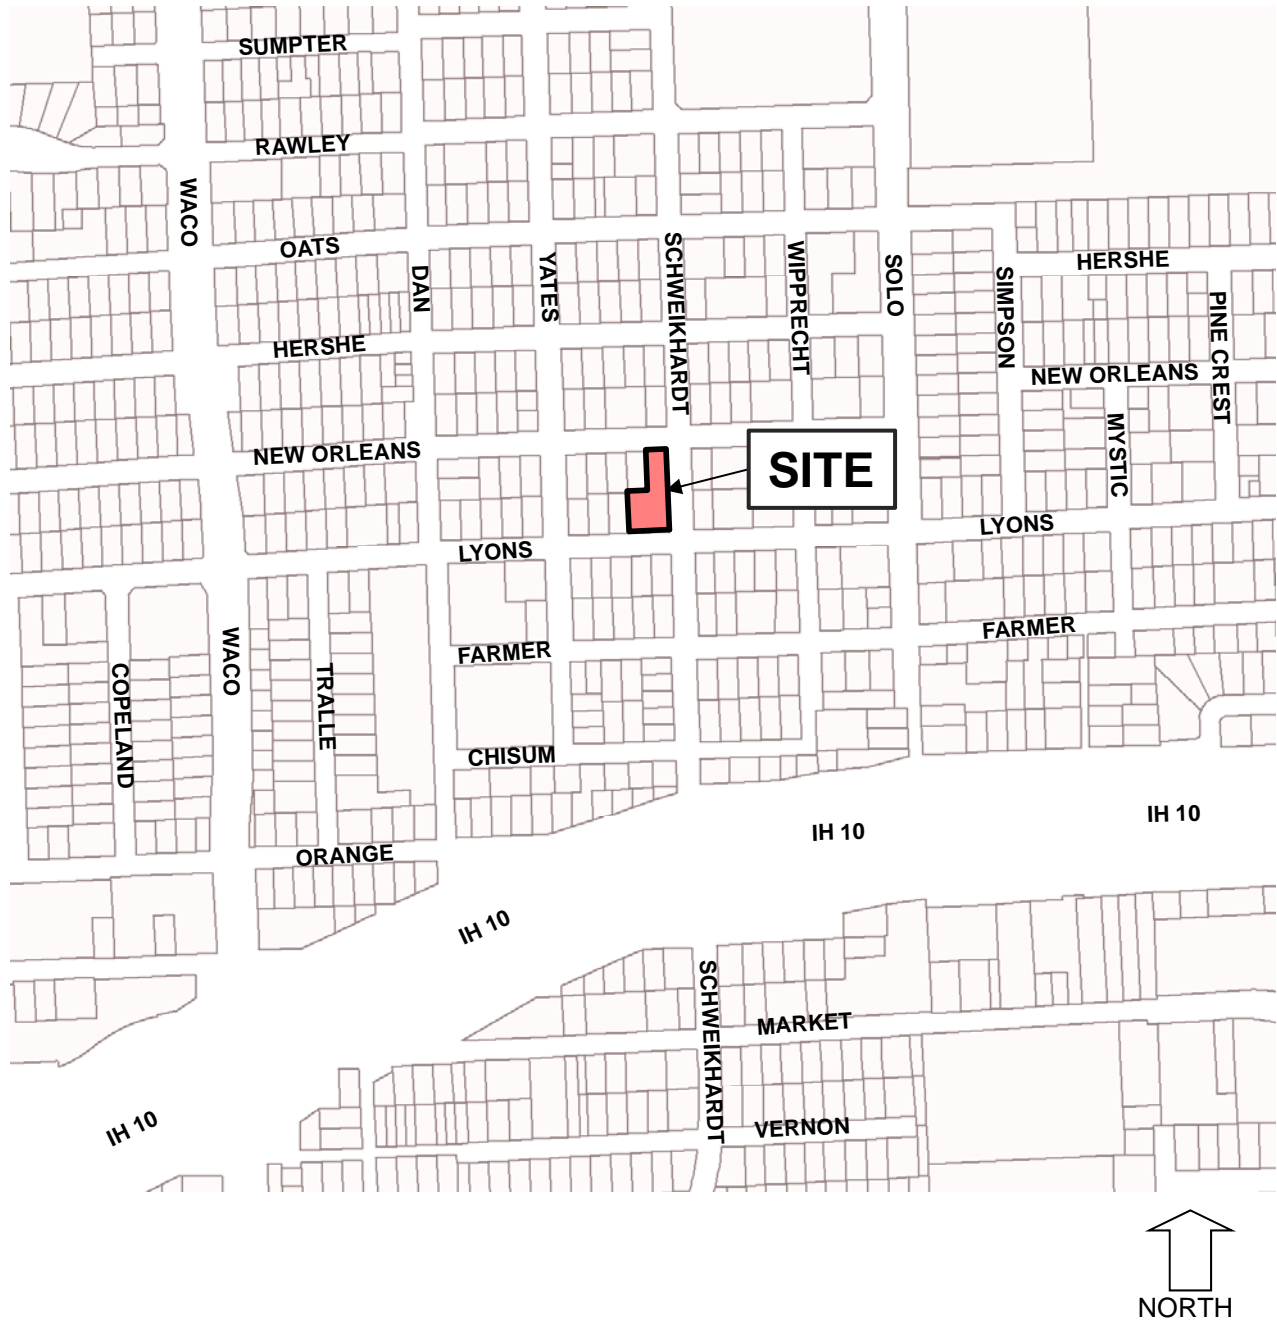 SUMPTER
RAWLEY
WACO
OATS
DAN
YATES
SCHWEIKHARDT
WIPPRECHT
SOLO
SIMPSON
HERSHE
PINE CREST
HERSHE
NEW ORLEANS
MYSTIC
NEW ORLEANS
SITE
LYONS
LYONS
FARMER
FARMER
WACO
COPELAND
TRALLE
CHISUM
IH 10
IH 10
ORANGE
IH 10
SCHWEIKHARDT
MARKET
IH 10
VERNON
NORTH